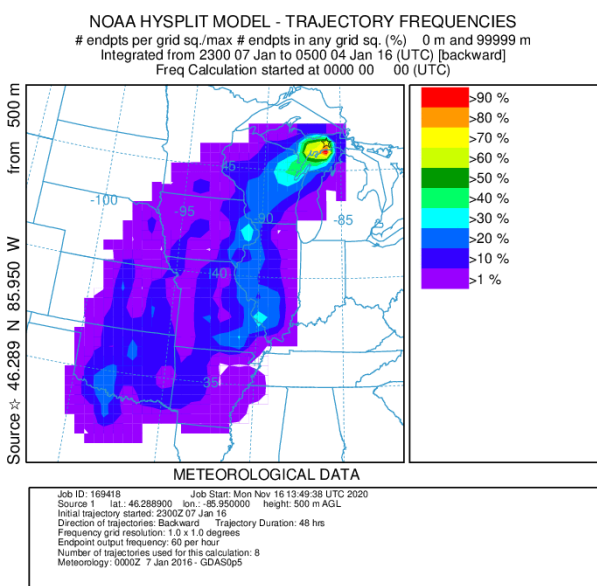 NOAA HYSPLIT MODEL - TRAJECTORY FREQUENCIES
# endpts per grid sq./max # endpts in any grid sq. (%)    0 m and 99999 m
Integrated from 2300 07 Jan to 0500 04 Jan 16 (UTC) [backward]
Freq Calculation started at 0000 00    00 (UTC)
Source ☆ 46.289 N 85.950 W from 500 m
45
-100
-95
-90
-85
40
35
>90 %
>80 %
>70 %
>60 %
>50 %
>40 %
>30 %
>20 %
>10 %
>1 %
METEOROLOGICAL DATA
Job ID: 169418    Job Start: Mon Nov 16 13:49:38 UTC 2020
Source 1    lat.: 46.288900    lon.: -85.950000    height: 500 m AGL
Initial trajectory started: 2300Z 07 Jan 16
Direction of trajectories: Backward    Trajectory Duration: 48 hrs
Frequency grid resolution: 1.0 x 1.0 degrees
Endpoint output frequency: 60 per hour
Number of trajectories used for this calculation: 8
Meteorology: 0000Z 7 Jan 2016 - GDAS0p5